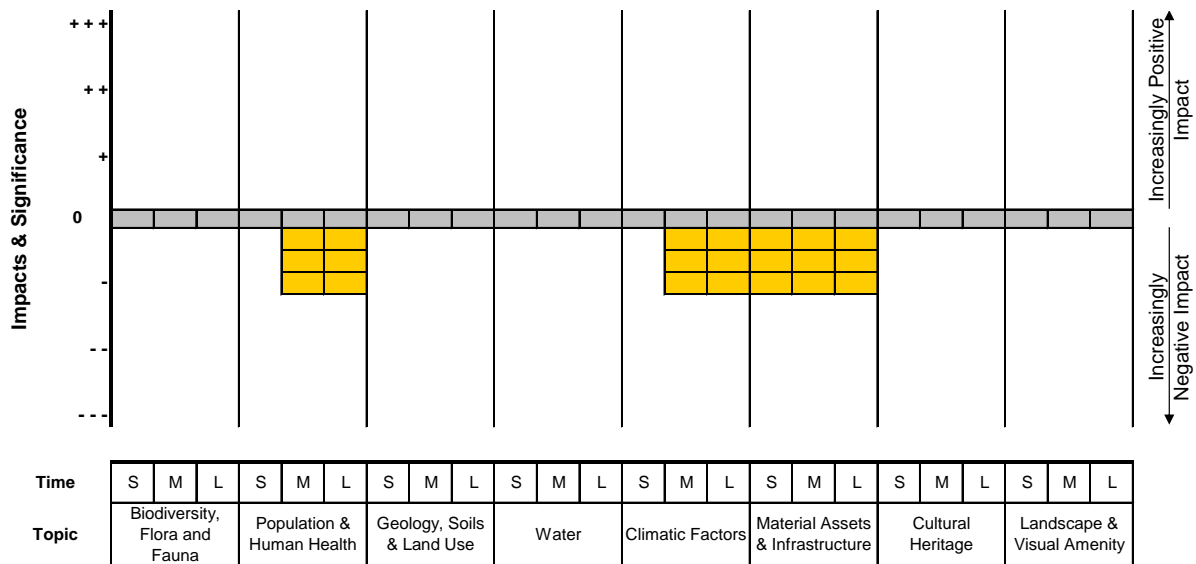 Impacts & Significance
+ + +
+ +
+
0
-
- -
- - -
Increasingly Positive
Impact
Increasingly
Negative Impact
Time
S M L S M L S M L S M L S M L S M L S M L S M L
Topic
Biodiversity,
Flora and
Fauna
Population &
Human Health
Geology, Soils
& Land Use
Water
Climatic Factors
Material Assets
& Infrastructure
Cultural
Heritage
Landscape &
Visual Amenity